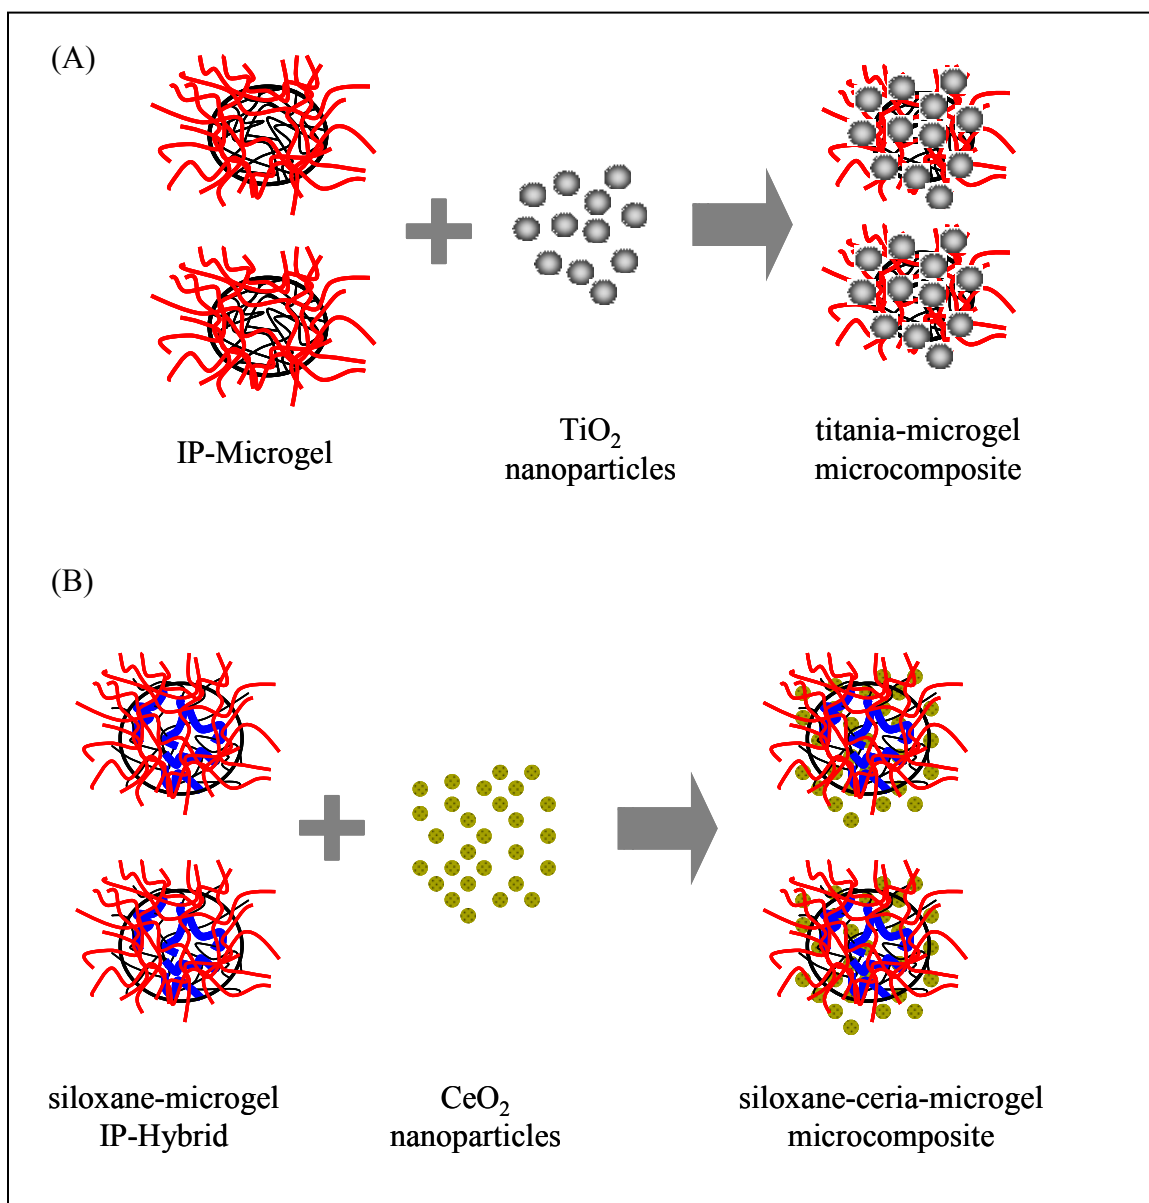 (A)
IP-Microgel
TiO₂
nanoparticles
titania-microgel
microcomposite
(B)
siloxane-microgel
IP-Hybrid
CeO₂
nanoparticles
siloxane-ceria-microgel
microcomposite